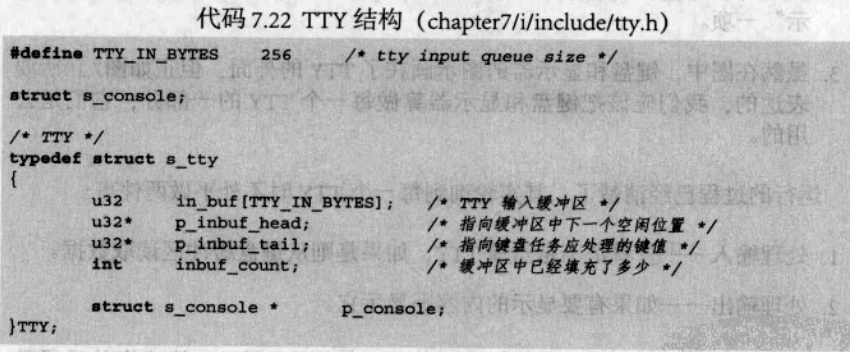 示”一项。
代码 7.22 TTY 结构（chapter7/i/include/tty.h）
#define TTY_IN_BYTES 256 /* tty input queue size */
struct s_console;
/* TTY */
typedef struct s_tty
{
u32 in_buf[TTY_IN_BYTES]; /* TTY 输入缓冲区 */
u32* p_inbuf_head; /* 指向缓冲区中下一个空闲位置 */
u32* p_inbuf_tail; /* 指向键盘任务应处理的键值 */
int inbuf_count; /* 缓冲区中已经填充了多少 */
struct s_console * p_console;
}TTY;